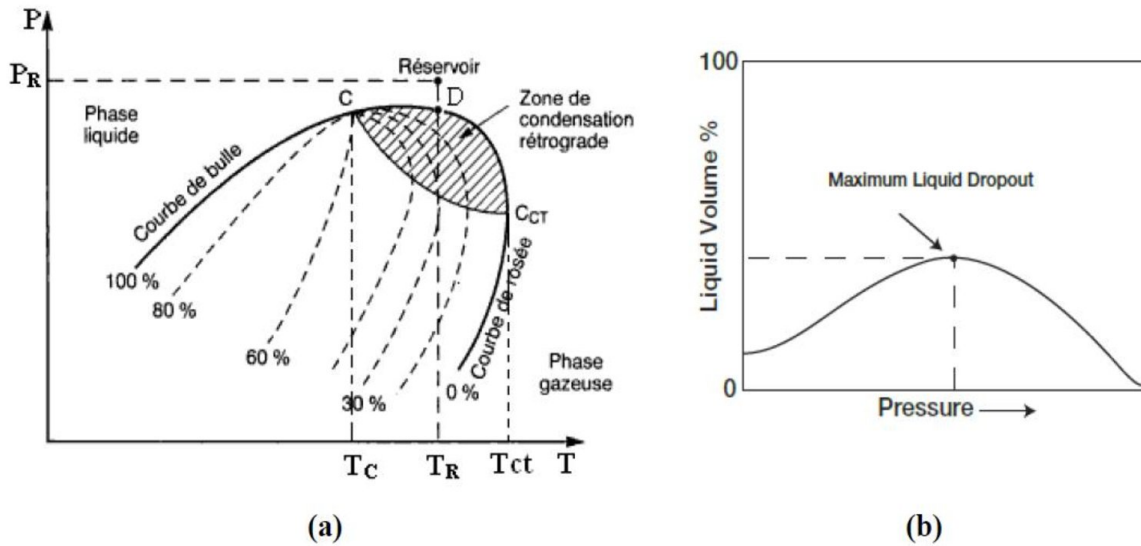 P
P_R
Réservoir
C
D
Phase
liquide
Zone de
condensation
rétrograde
Courbe de bulle
C_CT
Courbe de rosée
100 %
80 %
60 %
30 %
0 %
Phase
gazeuse
T_C
T_R
Tct
T
(a)
100
Liquid Volume %
Maximum Liquid Dropout
0
Pressure
(b)